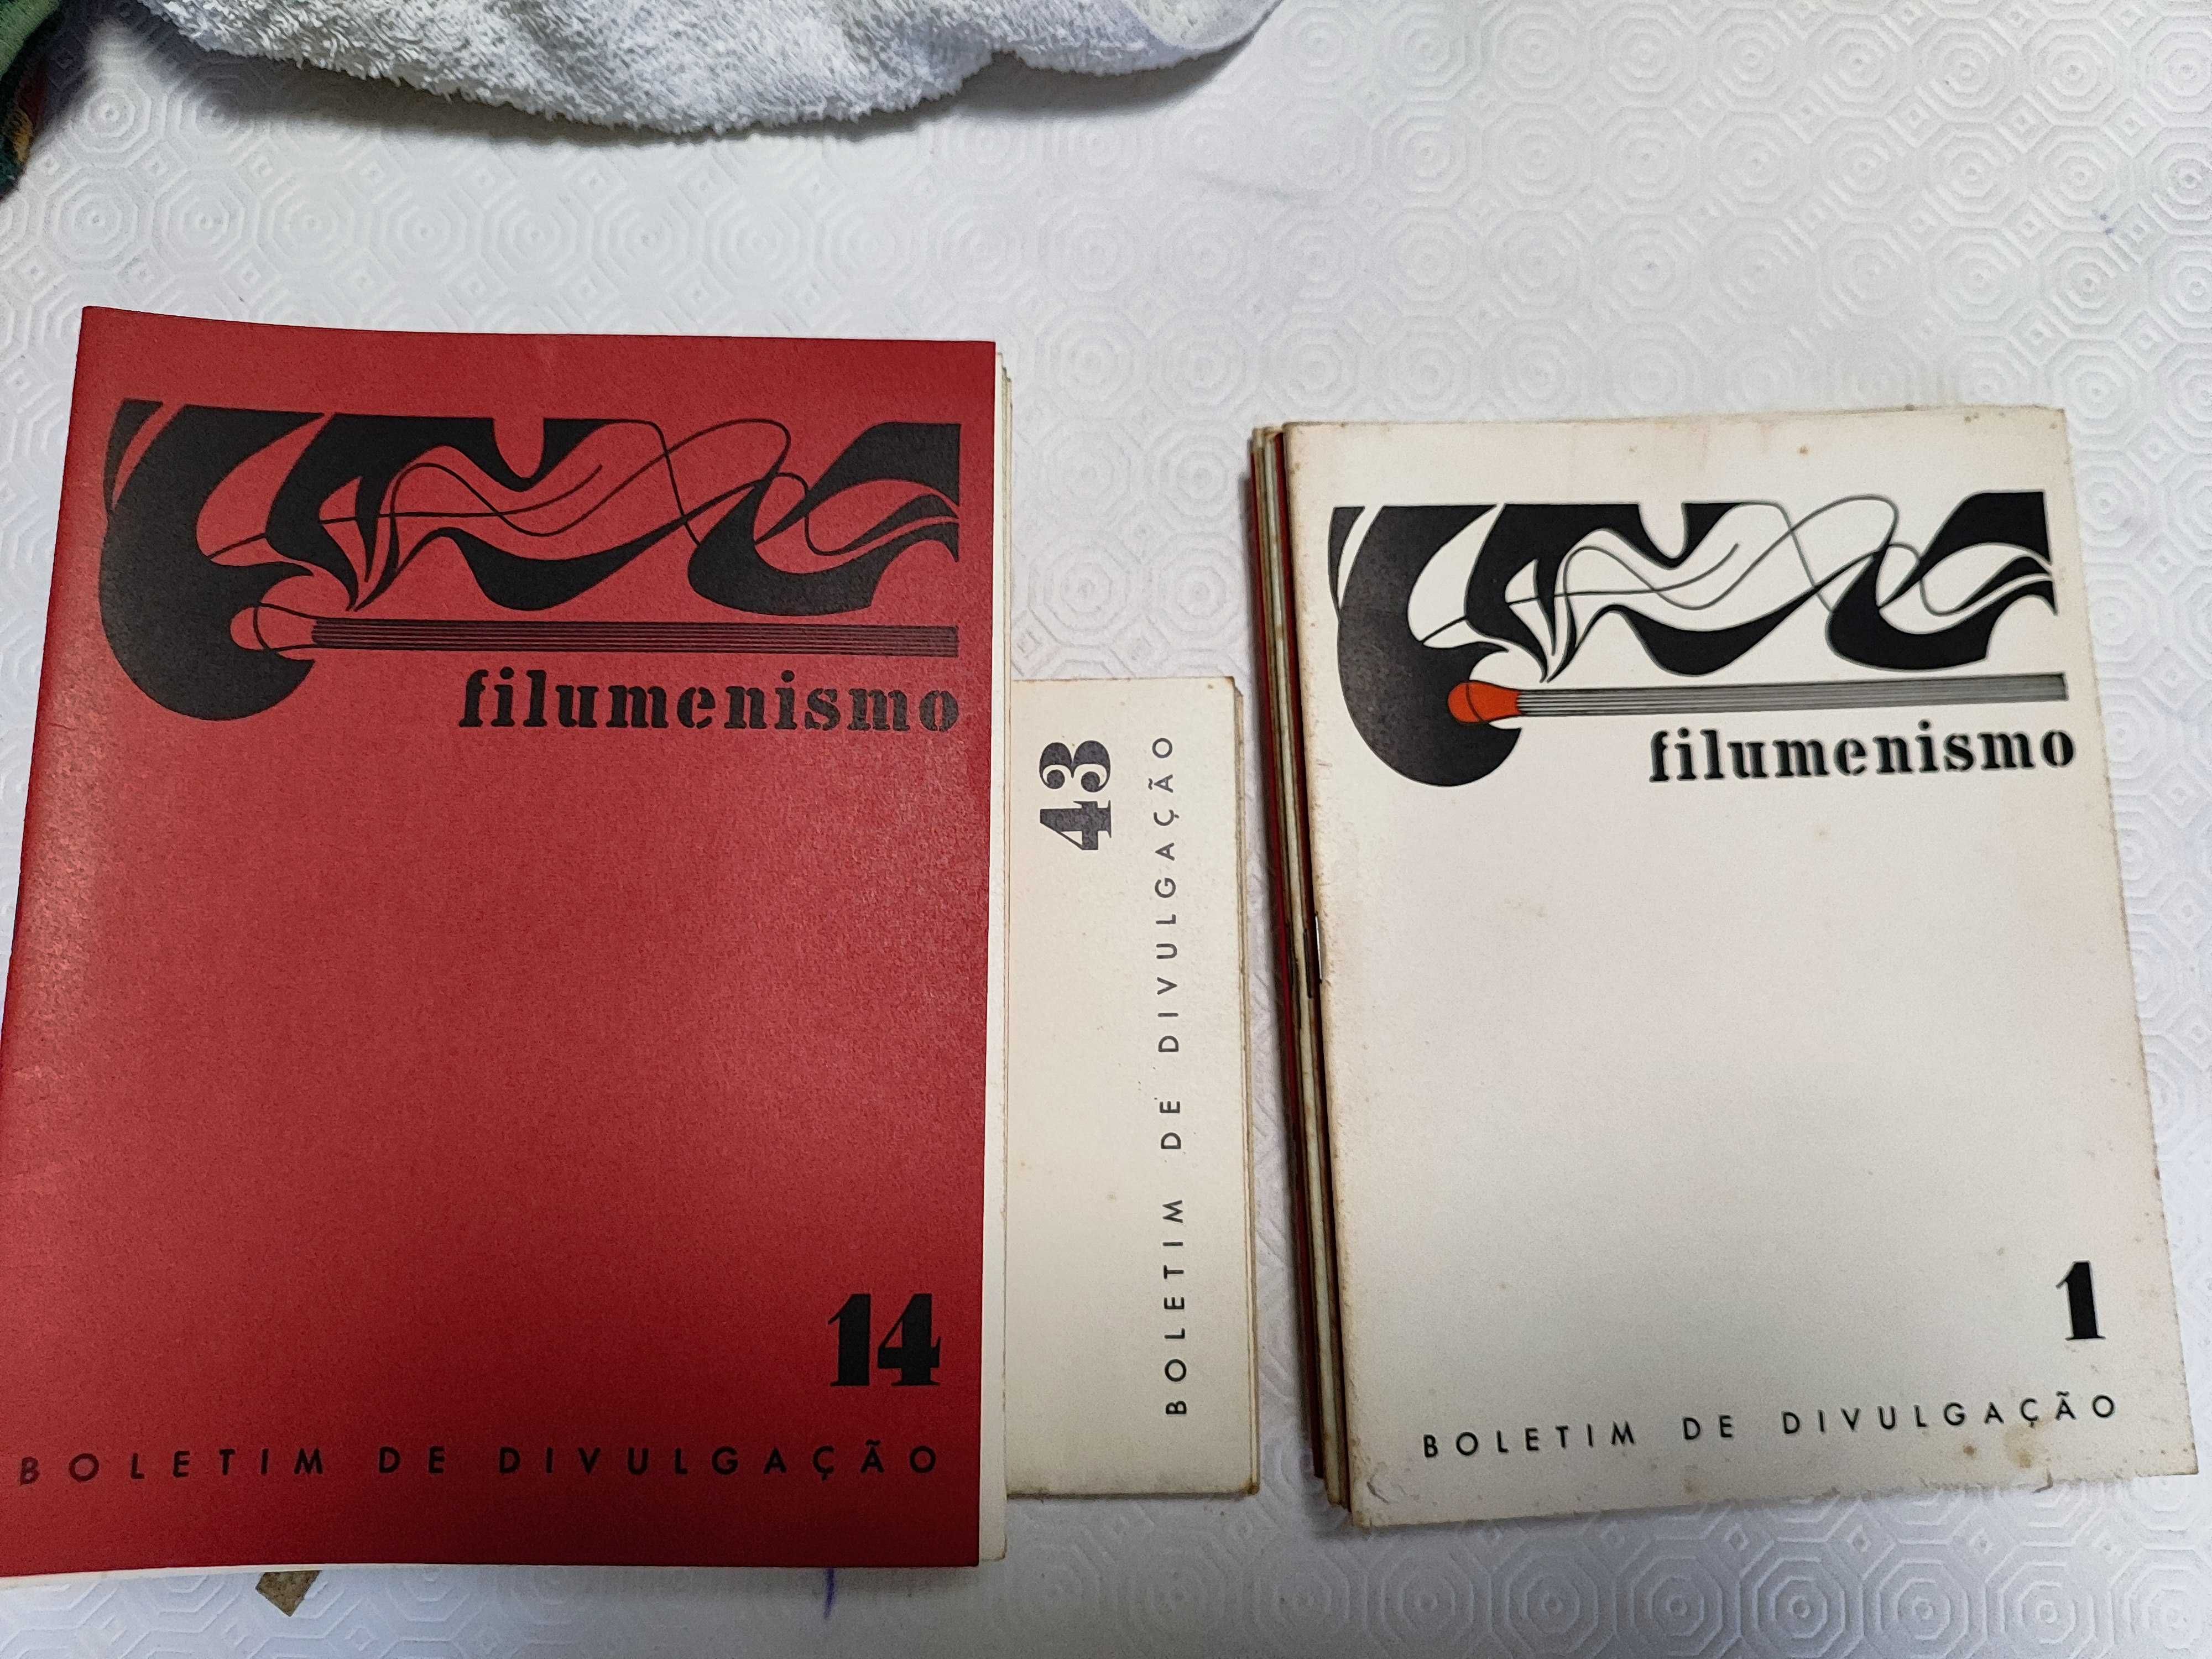 filumenismo
14
BOLETIM DE DIVULGAÇÃO
43
BOLETIM DE DIVULGAÇÃO
filumenismo
1
BOLETIM DE DIVULGAÇÃO